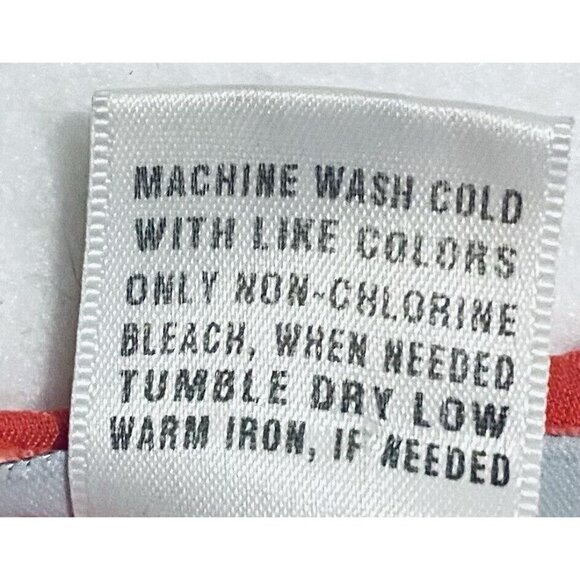 MACHINE WASH COLD
WITH LIKE COLORS
ONLY NON-CHLORINE
BLEACH, WHEN NEEDED
TUMBLE DRY LOW
WARM IRON, IF NEEDED